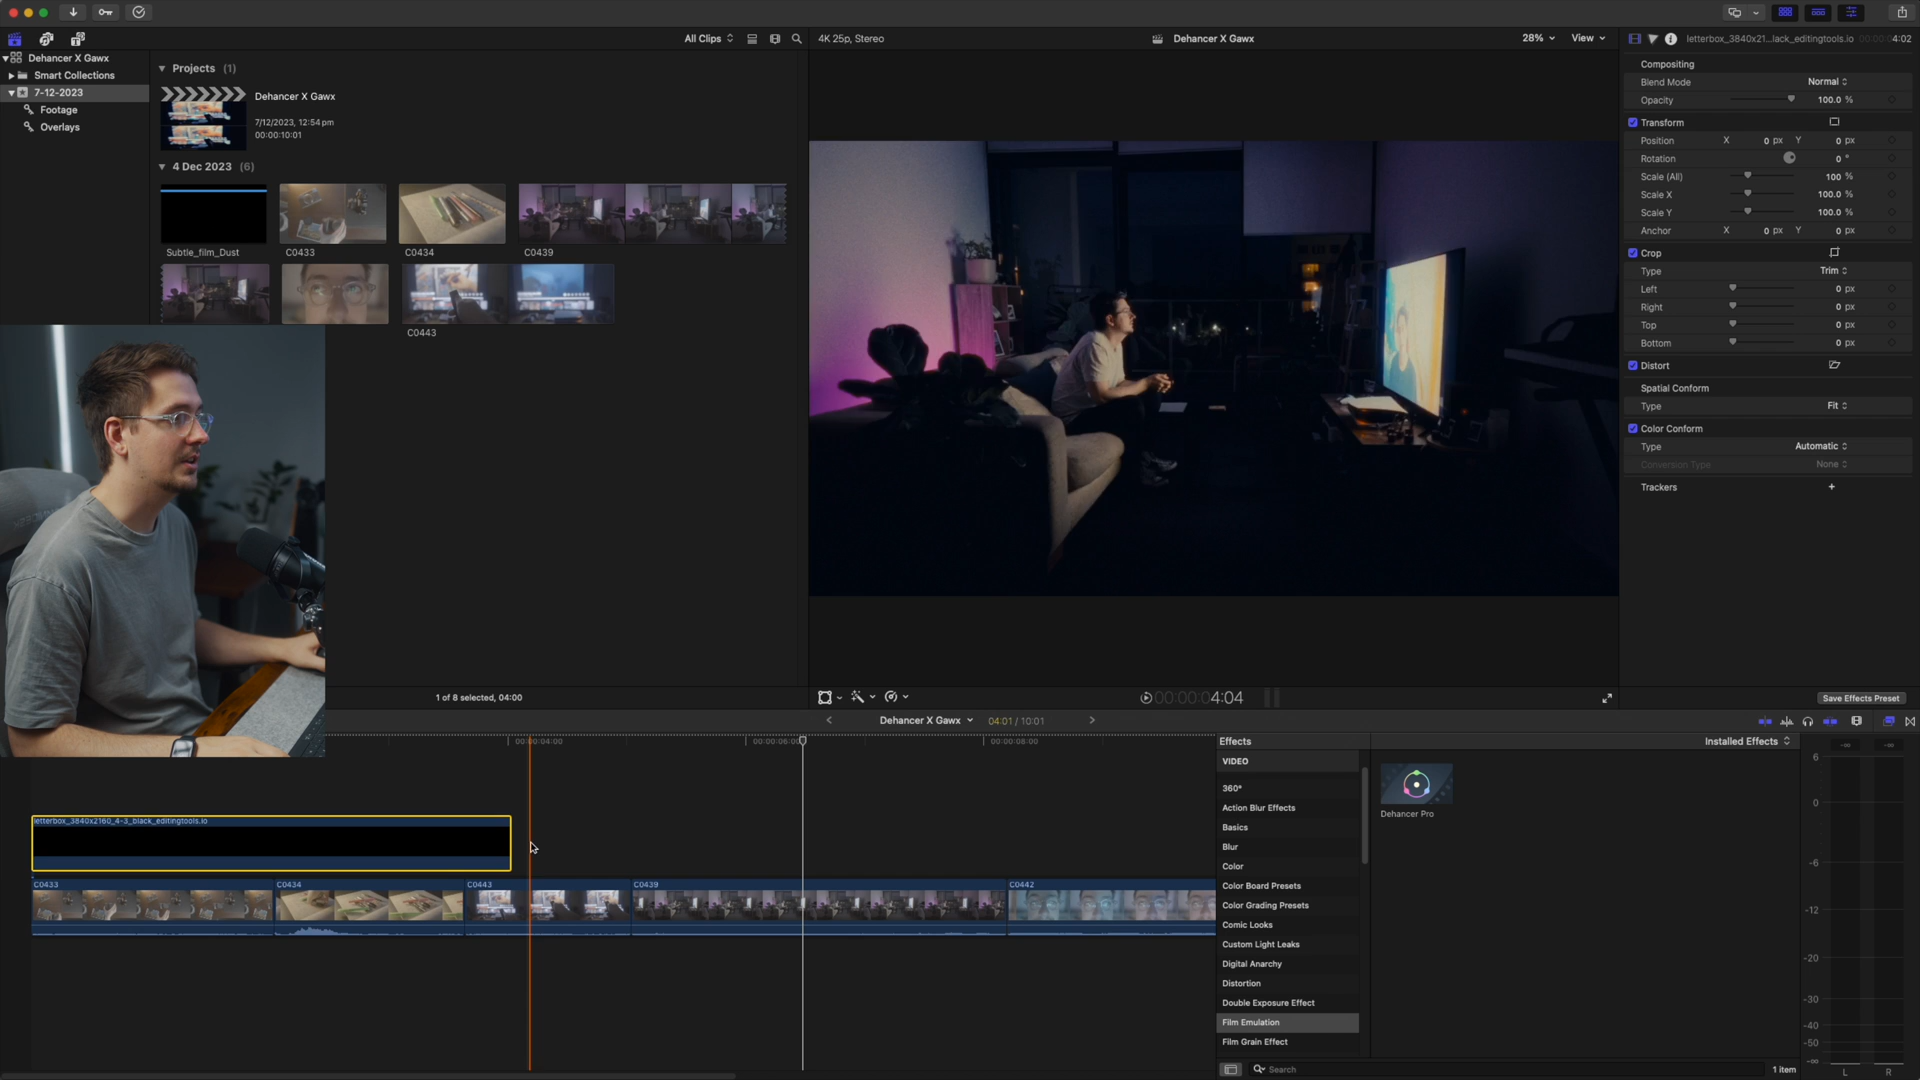 All Clips
4K 25p, Stereo
Dehancer X Gawx
28%
View
letterbox_3840x21...lack_editingtools.io
4:02
Dehancer X Gawx
Smart Collections
7-12-2023
Footage
Overlays
Projects (1)
Dehancer X Gawx
7/12/2023, 12:54 pm
00:00:10:01
4 Dec 2023 (6)
Subtle_film_Dust
C0433
C0434
C0439
C0443
Compositing
Blend Mode Normal
Opacity 100.0 %
Transform
Position X 0 px Y 0 px
Rotation 0 °
Scale (All) 100 %
Scale X 100.0 %
Scale Y 100.0 %
Anchor X 0 px Y 0 px
Crop
Type Trim
Left 0 px
Right 0 px
Top 0 px
Bottom 0 px
Distort
Spatial Conform
Type Fit
Color Conform
Type Automatic
Conversion Type None
Trackers +
1 of 8 selected, 04:00
00:00:04:04
Save Effects Preset
Dehancer X Gawx
04:01 / 10:01
00:00:04:00
00:00:06:00
00:00:08:00
letterbox_3840x2160_4-3_black_editingtools.io
C0433
C0434
C0443
C0439
C0442
Effects
Installed Effects
VIDEO
360°
Action Blur Effects
Basics
Blur
Color
Color Board Presets
Color Grading Presets
Comic Looks
Custom Light Leaks
Digital Anarchy
Distortion
Double Exposure Effect
Film Emulation
Film Grain Effect
Dehancer Pro
Search
1 item
-∞ -∞
6
0
-6
-12
-20
-30
-40
-50
-∞
L R